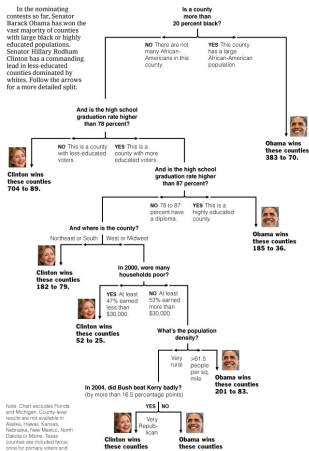 In the nominating
contests so far, Senator
Barack Obama has won the
vast majority of counties
with large black or highly
educated populations. Senator
Hillary Rodham
Clinton has a commanding
lead in less-educated
counties dominated by
whites. Follow the arrows
for a more detailed split.
Is a county
more than
20 percent black?
NO There are not
many African-
Americans in this
county.
YES This county
has a large
African-American
population.
And is the high school
graduation rate higher
than 78 percent?
Obama wins
these counties
383 to 70.
NO This is a county
with less-educated
voters.
YES This is a
county with more
educated voters.
Clinton wins
these counties
704 to 89.
And is the high school
graduation rate higher
than 87 percent?
NO 78 to 87
percent have
a diploma.
YES This is a
highly educated
county.
And where is the county?
Northeast or South
West or Midwest
Obama wins
these counties
185 to 36.
Clinton wins
these counties
182 to 79.
In 2000, were many
households poor?
YES At least
47% earned
less than
$30,000.
NO At least
53% earned
more than
$30,000.
Clinton wins
these counties
52 to 25.
What's the population
density?
Very
rural
>61.5
people
per sq.
mile
In 2004, did Bush beat Kerry badly?
(by more than 16.5 percentage points)
Obama wins
these counties
201 to 83.
YES
NO
Very
Repub-
lican
Note: Chart excludes Florida
and Michigan. County-level
results are not available in
Alaska, Hawaii, Kansas,
Nebraska, New Mexico, North
Dakota or Maine. Texas
counties are included twice;
once for primary voters and
Clinton wins
these counties
Obama wins
these counties